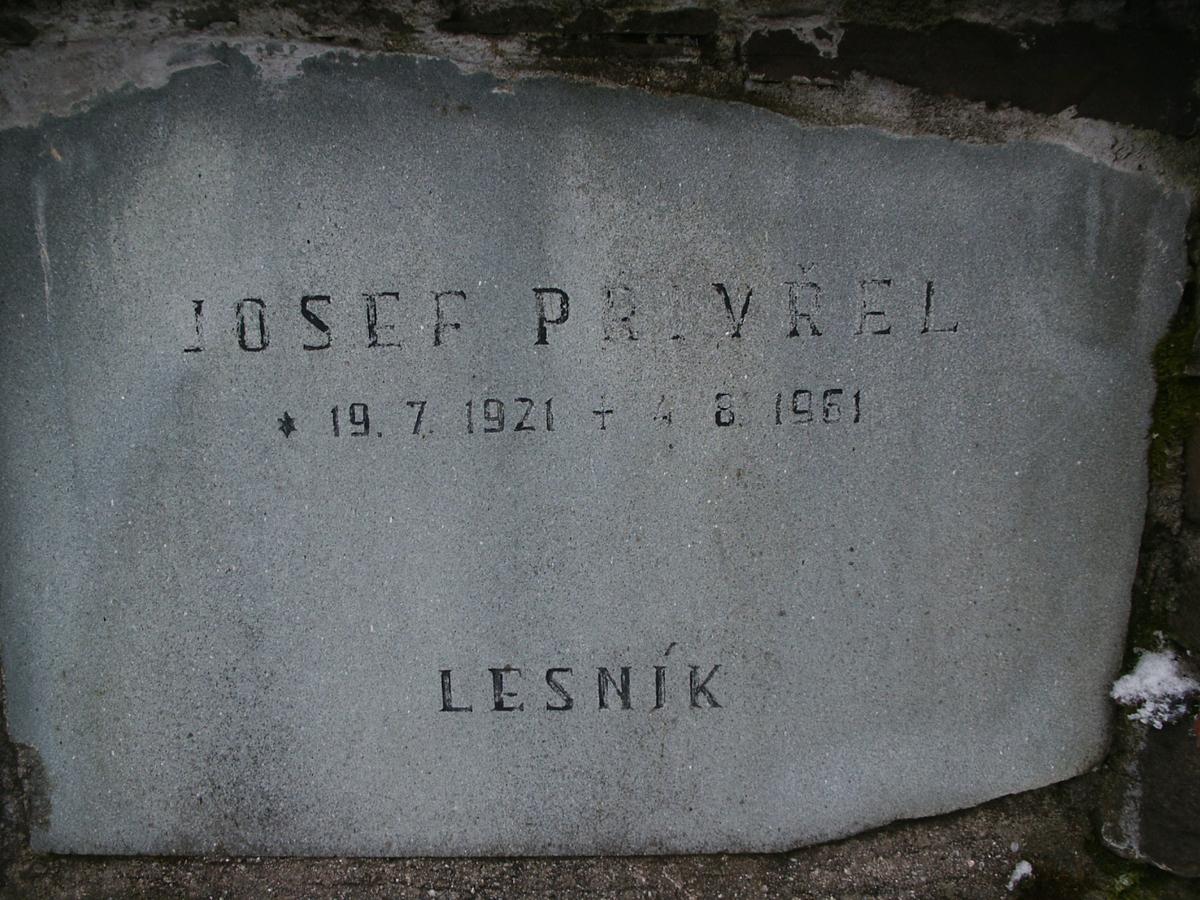 JOSEF PRIVŘEL
* 19. 7. 1921 + 4. 8. 1961
LESNÍK